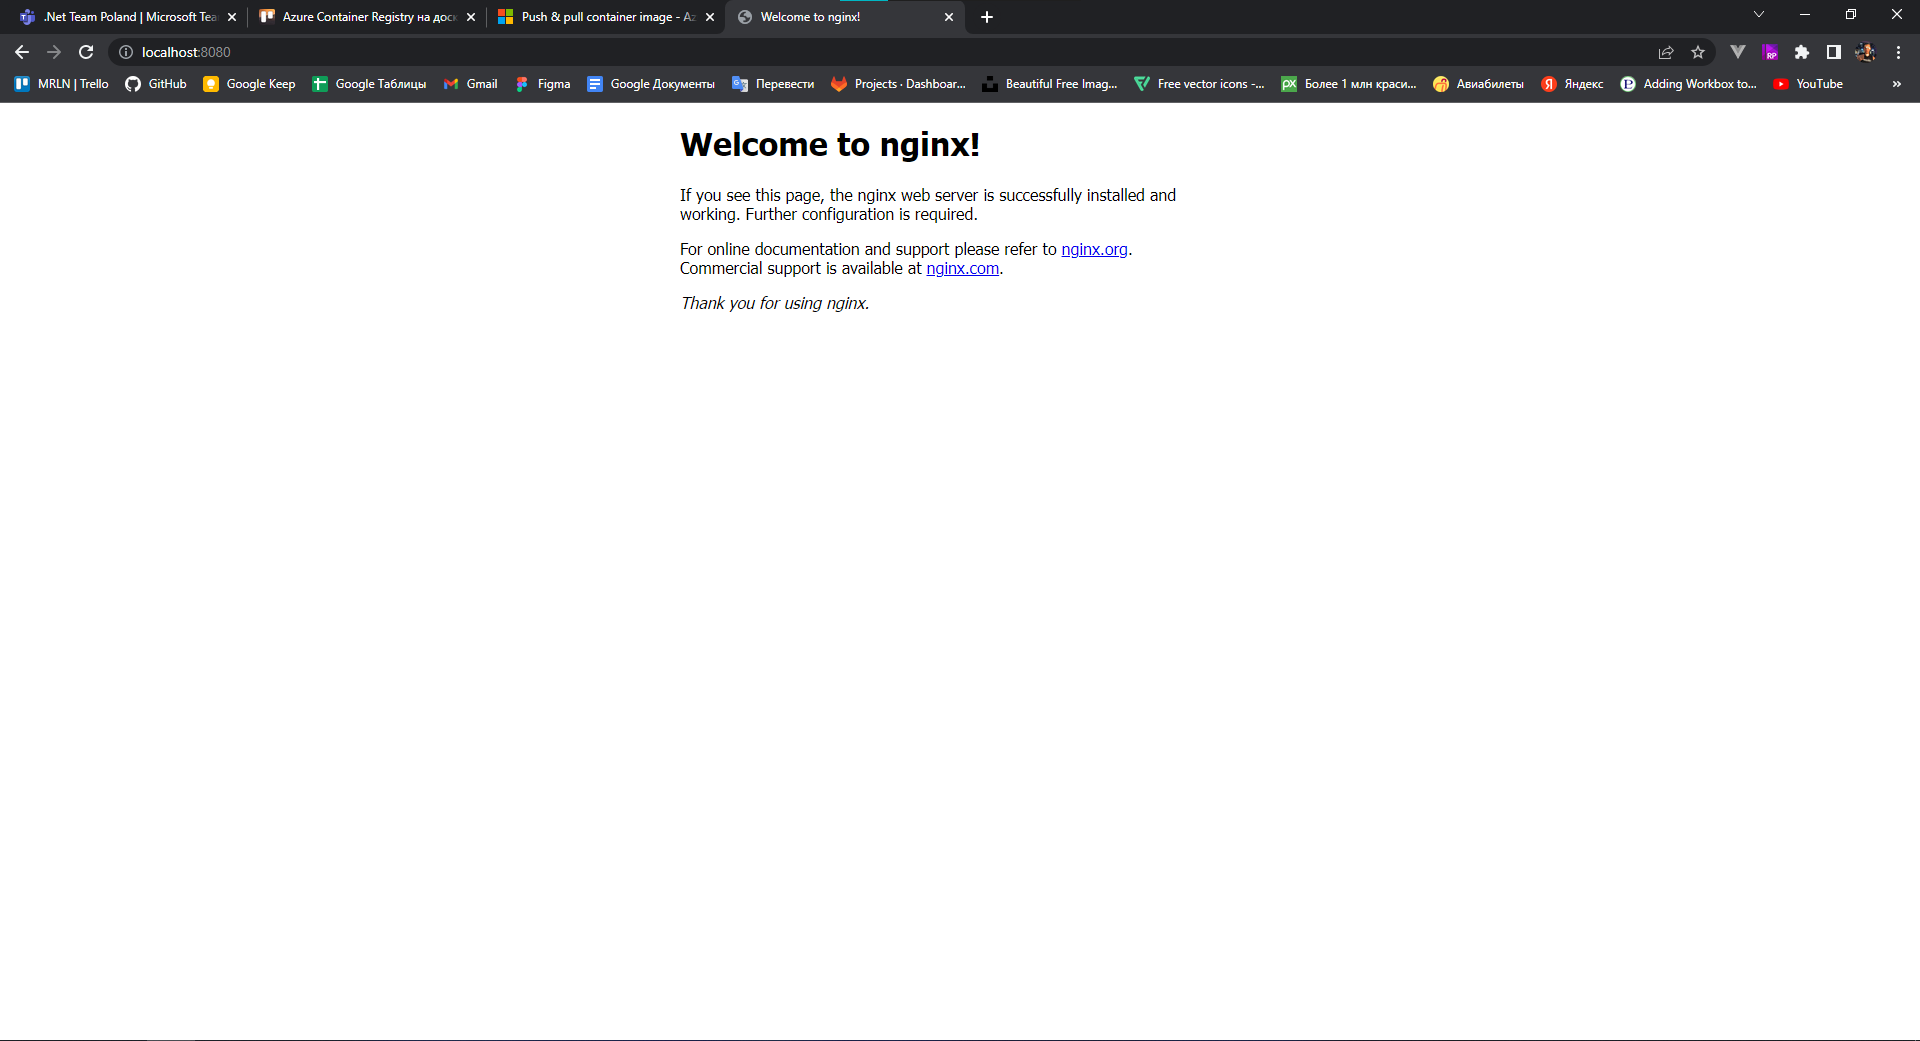 .Net Team Poland | Microsoft Tea
Azure Container Registry на доск
Push & pull container image - Az
Welcome to nginx!
localhost:8080
MRLN | Trello
GitHub
Google Keep
Google Таблицы
Gmail
Figma
Google Документы
Перевести
Projects · Dashboar...
Beautiful Free Imag...
Free vector icons -...
Более 1 млн краси...
Авиабилеты
Яндекс
Adding Workbox to...
YouTube
»
Welcome to nginx!
If you see this page, the nginx web server is successfully installed and
working. Further configuration is required.
For online documentation and support please refer to nginx.org.
Commercial support is available at nginx.com.
Thank you for using nginx.